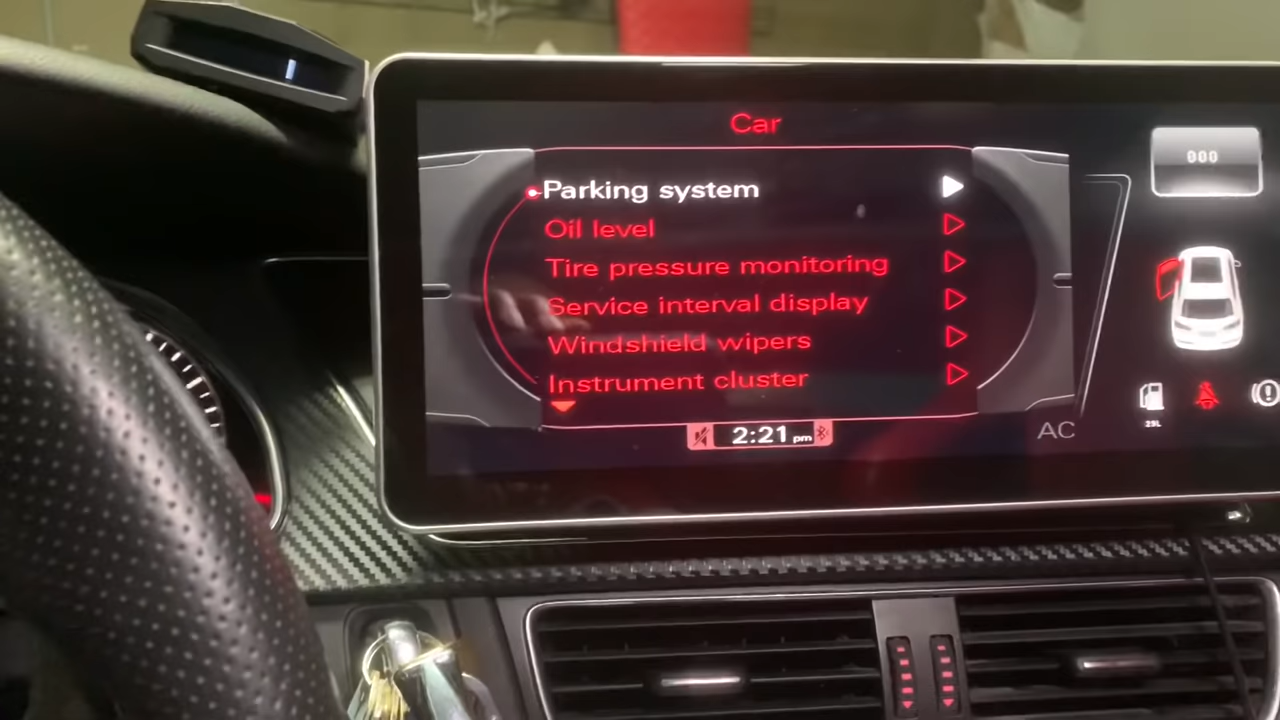 Car
000
Parking system
Oil level
Tire pressure monitoring
Service interval display
Windshield wipers
Instrument cluster
29L
AC
2:21 pm